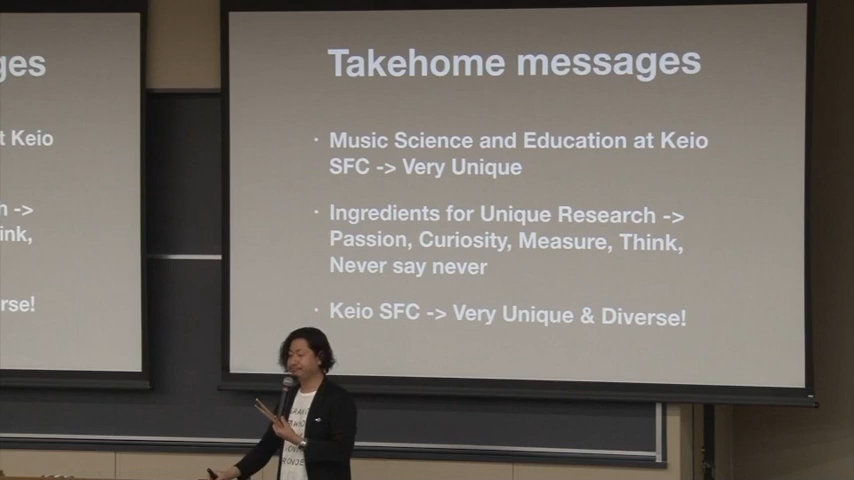 ges
t Keio
h ->
ink,
rse!
Takehome messages
· Music Science and Education at Keio
SFC -> Very Unique
· Ingredients for Unique Research ->
Passion, Curiosity, Measure, Think,
Never say never
· Keio SFC -> Very Unique & Diverse!